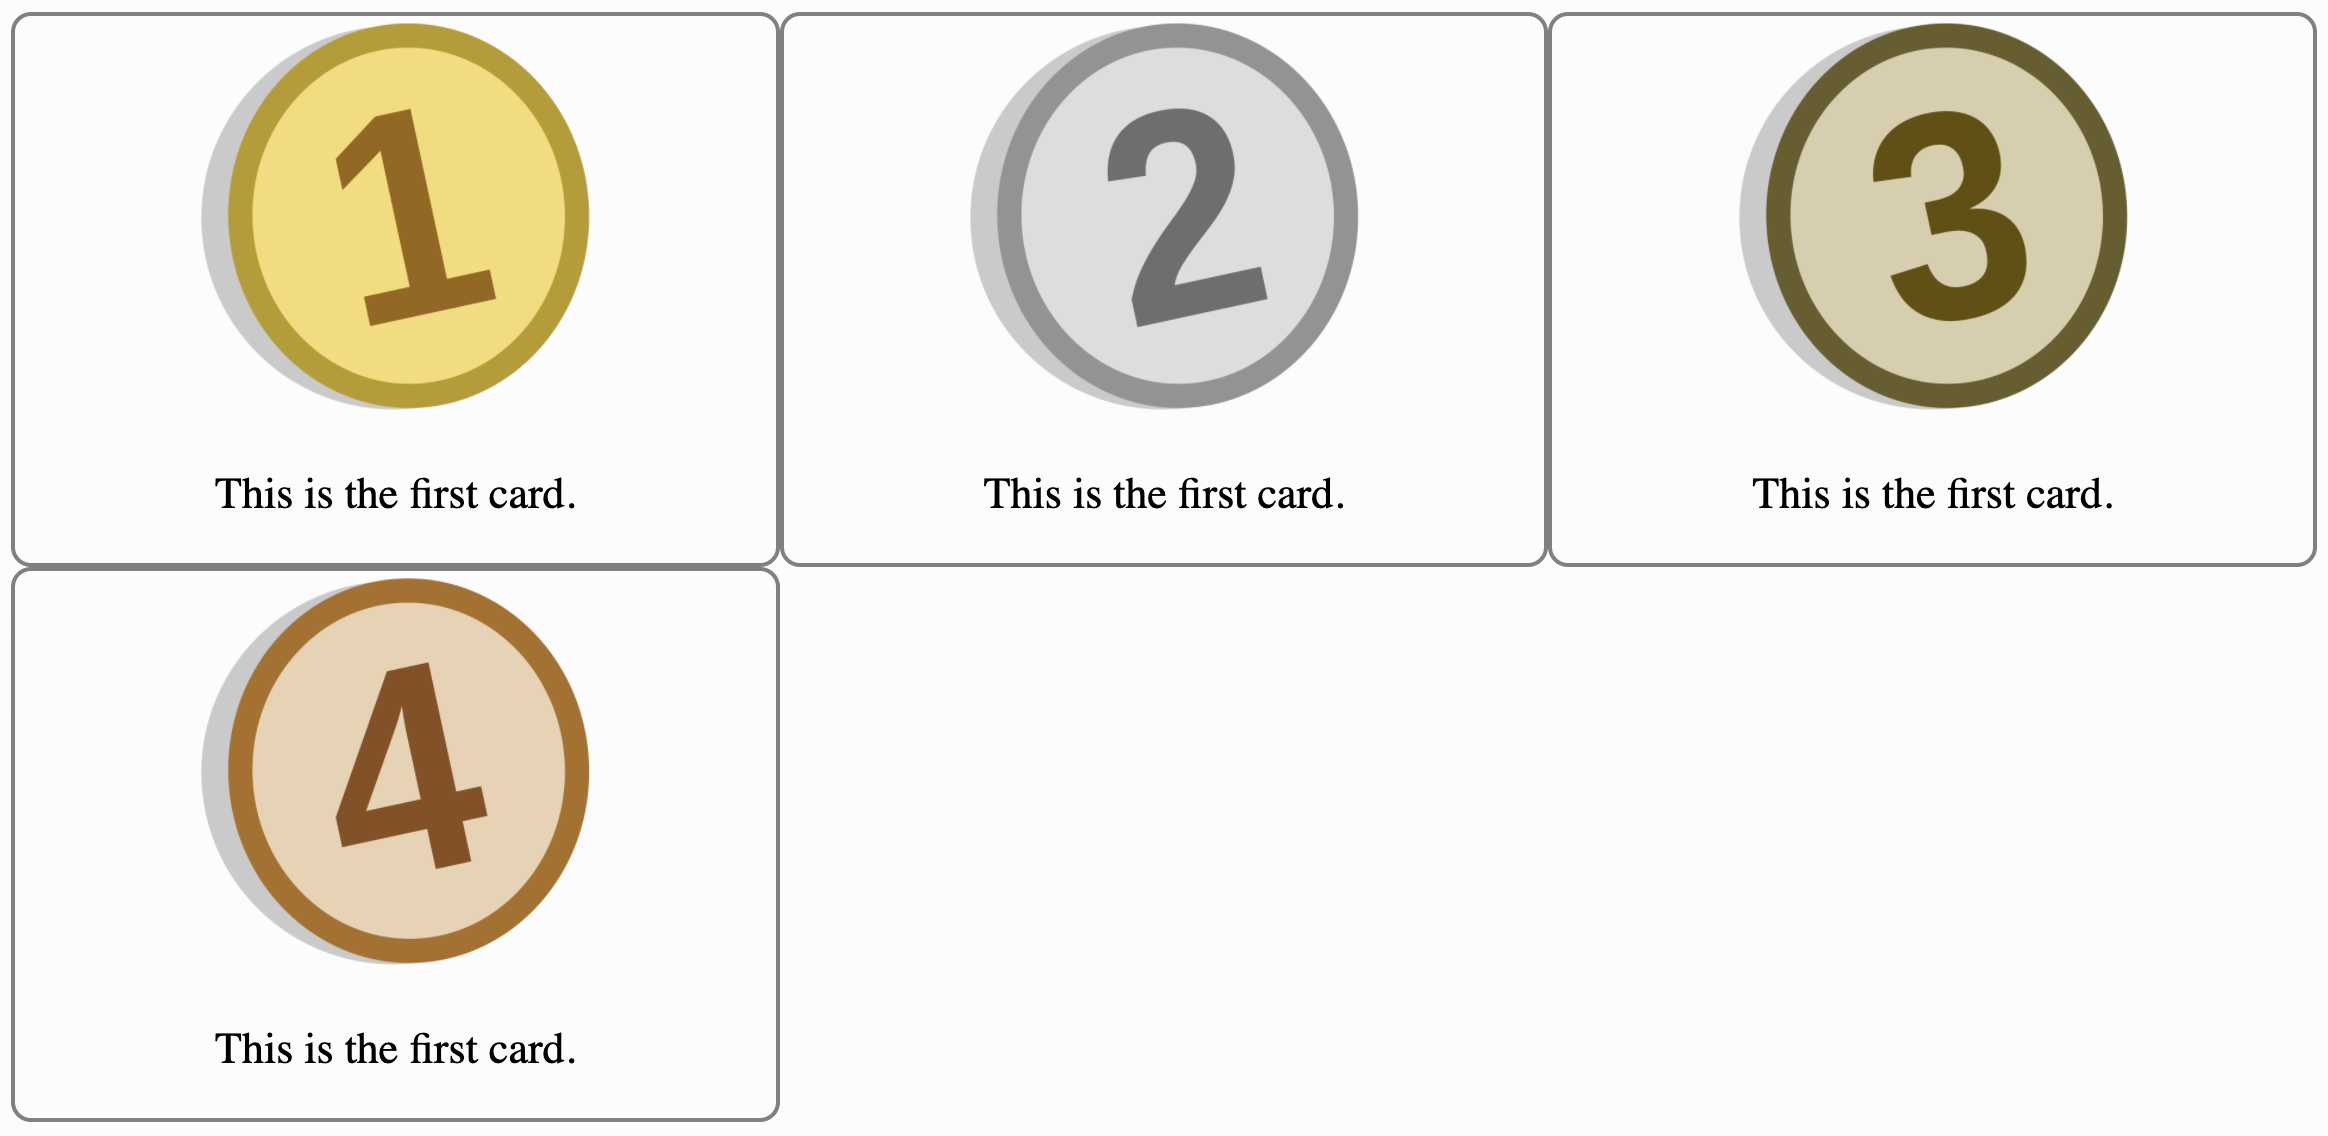 1
2
3
This is the first card.
This is the first card.
This is the first card.
4
This is the first card.